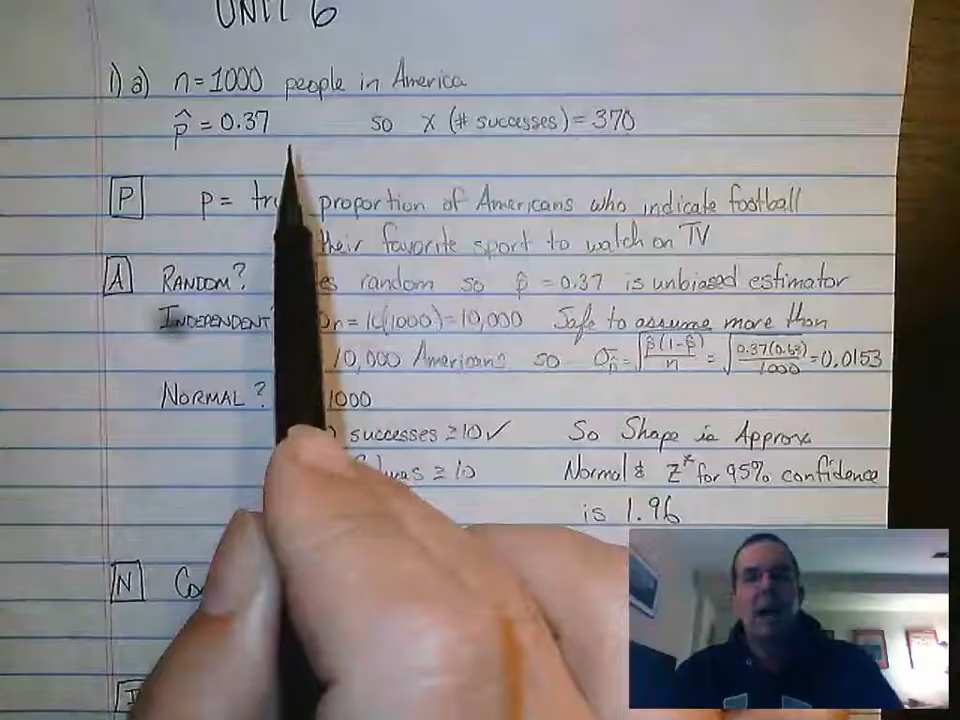 UNIT 6
1) a) n = 1000 people in America
p̂ = 0.37 so x (# successes) = 370
P p = proportion of Americans who indicate football
their favorite sport to watch on TV
A RANDOM? random so p̂ = 0.37 is unbiased estimator
INDEPENDENT? n = 10(1000) = 10,000 Safe to assume more than
10,000 Americans so σp̂ = √(p̂(1-p̂)/n) = √(0.37(0.63)/1000) = 0.0153
NORMAL? 1000
successes ≥ 10 ✓ So Shape is Approx
≥ 10 Normal & Z* for 95% confidence
is 1.96
N